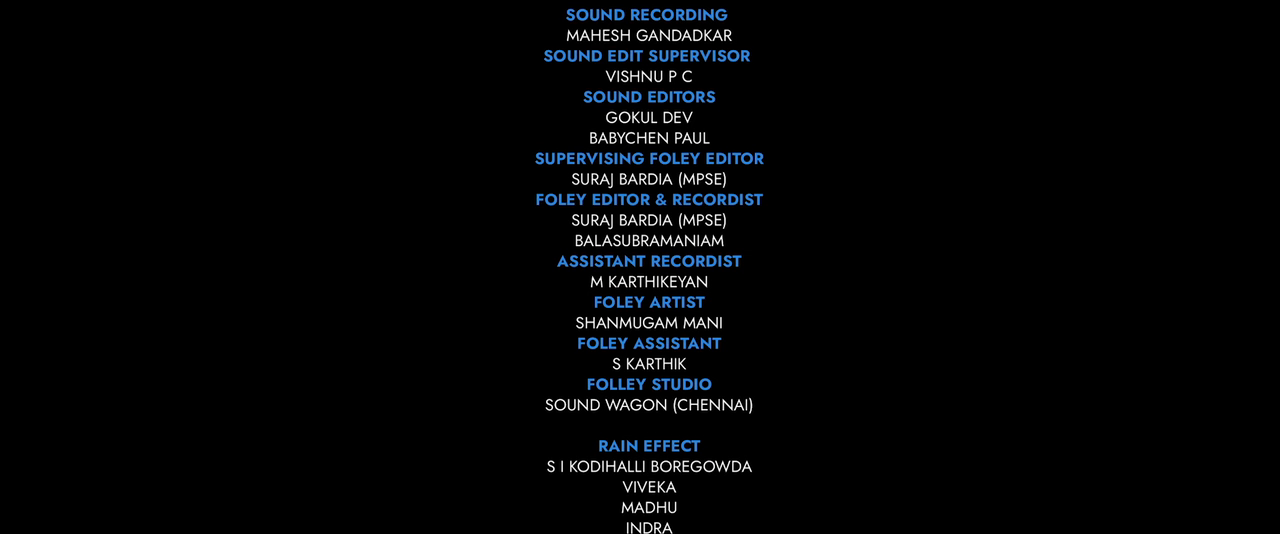 SOUND RECORDING
MAHESH GANDADKAR
SOUND EDIT SUPERVISOR
VISHNU P C
SOUND EDITORS
GOKUL DEV
BABYCHEN PAUL
SUPERVISING FOLEY EDITOR
SURAJ BARDIA (MPSE)
FOLEY EDITOR & RECORDIST
SURAJ BARDIA (MPSE)
BALASUBRAMANIAM
ASSISTANT RECORDIST
M KARTHIKEYAN
FOLEY ARTIST
SHANMUGAM MANI
FOLEY ASSISTANT
S KARTHIK
FOLLEY STUDIO
SOUND WAGON (CHENNAI)
RAIN EFFECT
S I KODIHALLI BOREGOWDA
VIVEKA
MADHU
INDRA